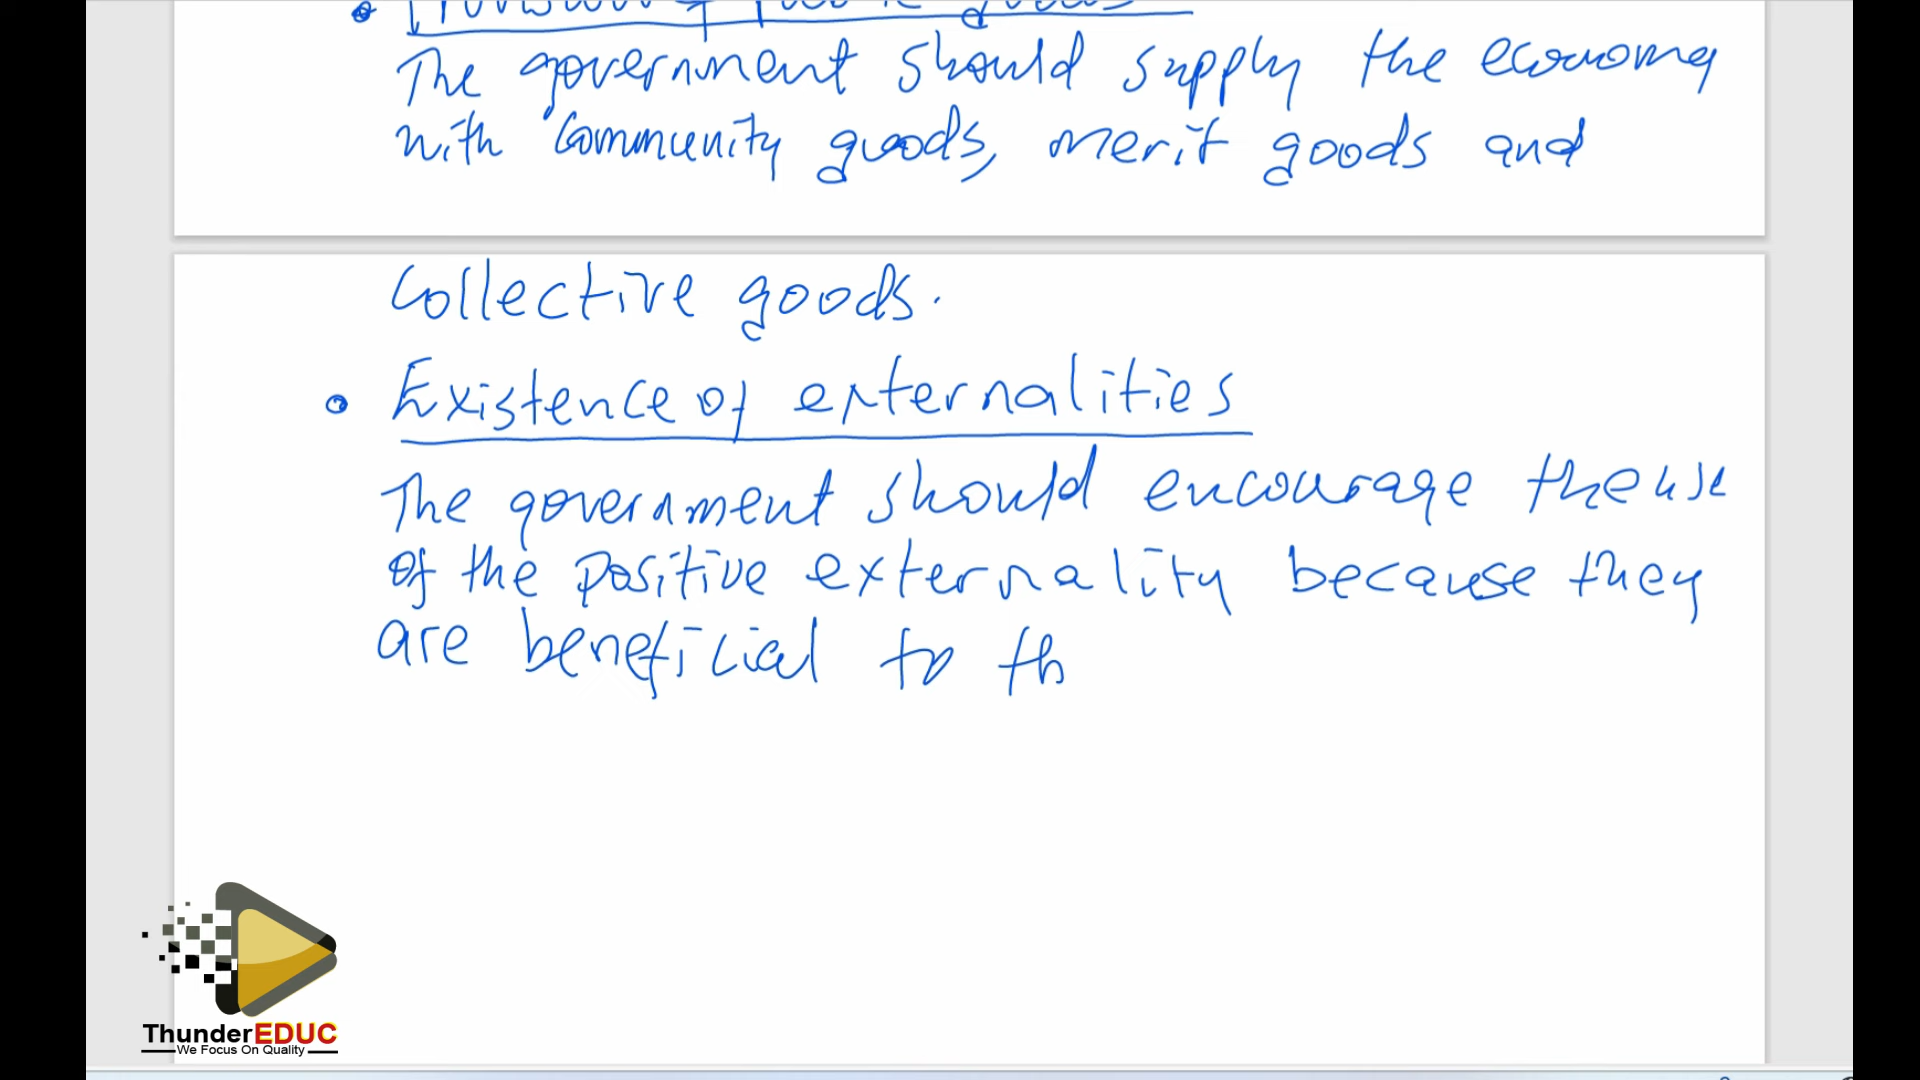 The government should supply the economy
with community goods, merit goods and
Collective goods.
Existence of externalities
The government should encourage the use
of the positive externality because they
are beneficial to th
ThunderEDUC
We Focus On Quality